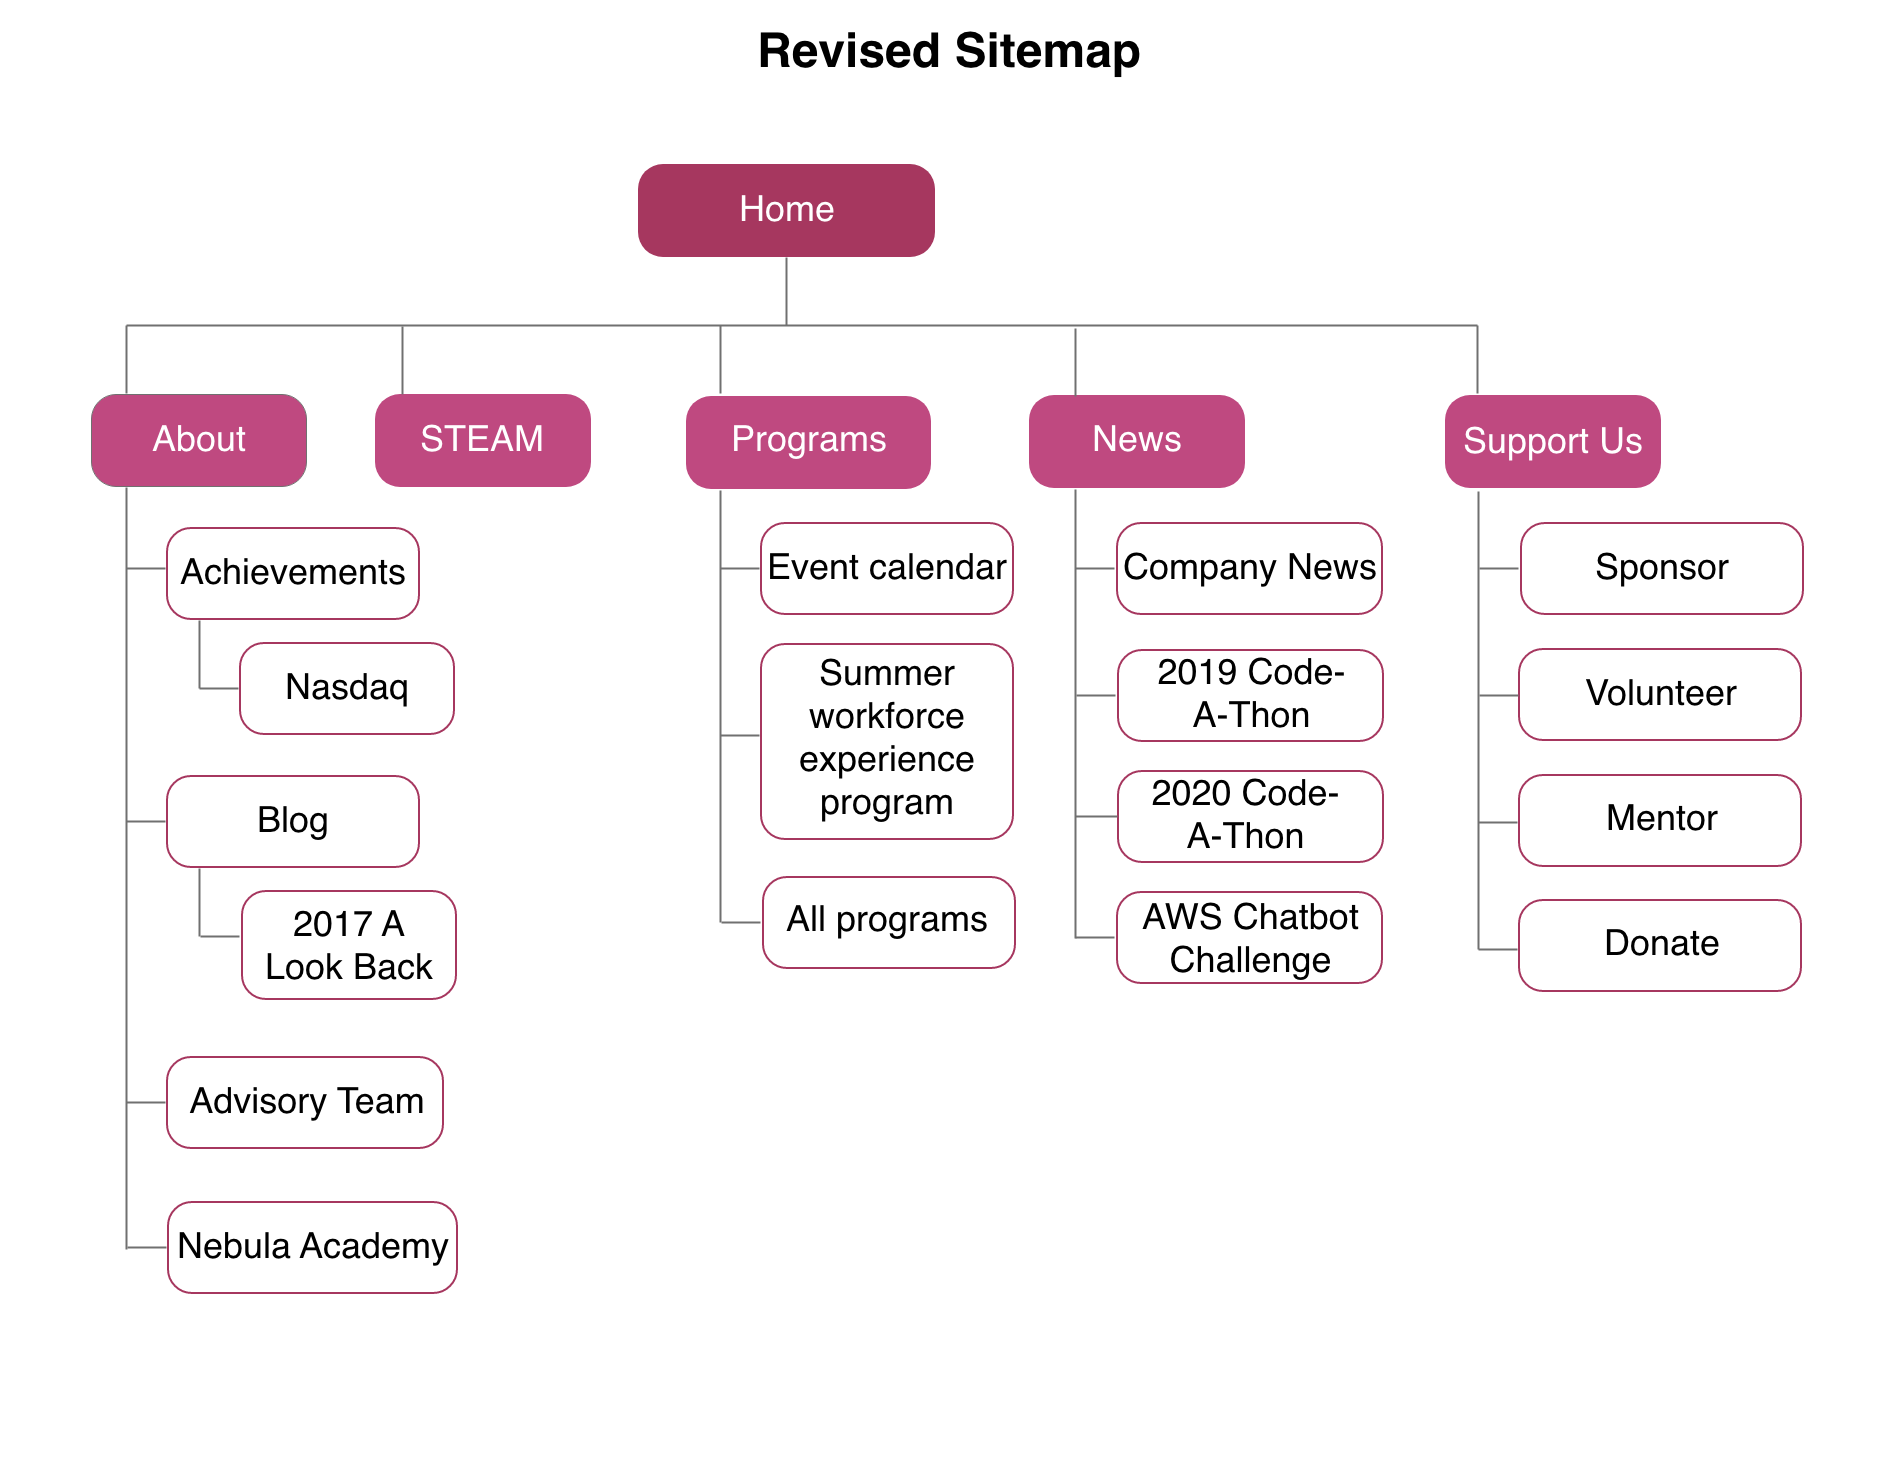 Revised Sitemap
Home
About
STEAM
Programs
News
Support Us
Achievements
Nasdaq
Blog
2017 A
Look Back
Advisory Team
Nebula Academy
Event calendar
Summer
workforce
experience
program
All programs
Company News
2019 Code-
A-Thon
2020 Code-
A-Thon
AWS Chatbot
Challenge
Sponsor
Volunteer
Mentor
Donate